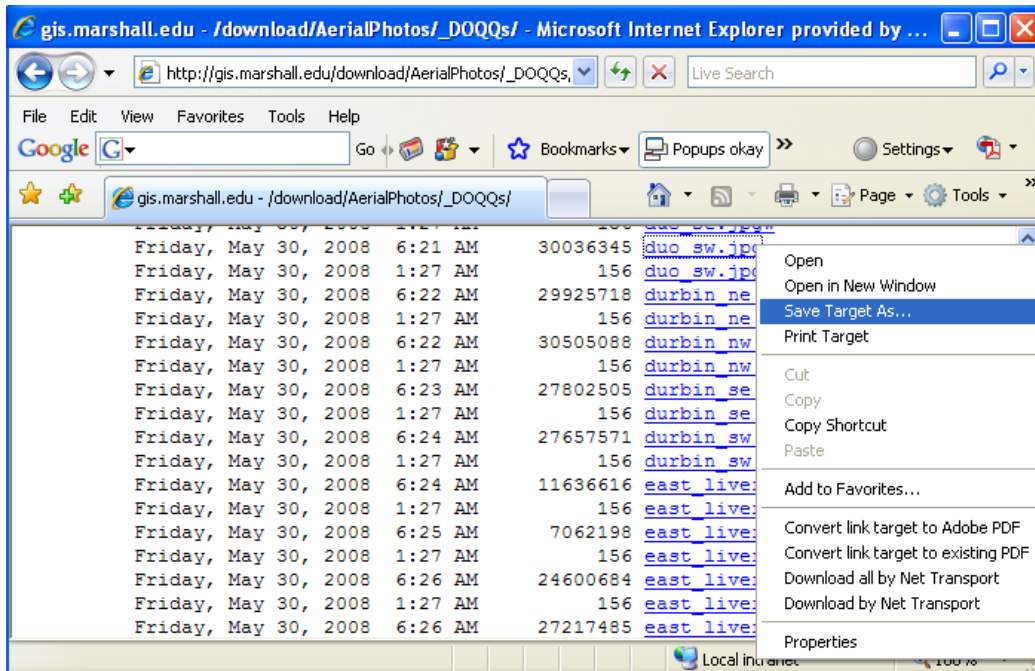 gis.marshall.edu - /download/AerialPhotos/_DOQQs/ - Microsoft Internet Explorer provided by ...
http://gis.marshall.edu/download/AerialPhotos/_DOQQs, Live Search
File Edit View Favorites Tools Help
Google G Go Bookmarks Popups okay » Settings
gis.marshall.edu - /download/AerialPhotos/_DOQQs/ Page Tools »
Friday, May 30, 2008 6:21 AM 30036345 duo_sw.jpg
Friday, May 30, 2008 1:27 AM 156 duo_sw.jpg
Friday, May 30, 2008 6:22 AM 29925718 durbin_ne
Friday, May 30, 2008 1:27 AM 156 durbin_ne
Friday, May 30, 2008 6:22 AM 30505088 durbin_nw
Friday, May 30, 2008 1:27 AM 156 durbin_nw
Friday, May 30, 2008 6:23 AM 27802505 durbin_se
Friday, May 30, 2008 1:27 AM 156 durbin_se
Friday, May 30, 2008 6:24 AM 27657571 durbin_sw
Friday, May 30, 2008 1:27 AM 156 durbin_sw
Friday, May 30, 2008 6:24 AM 11636616 east_liver
Friday, May 30, 2008 1:27 AM 156 east_liver
Friday, May 30, 2008 6:25 AM 7062198 east_liver
Friday, May 30, 2008 1:27 AM 156 east_liver
Friday, May 30, 2008 6:26 AM 24600684 east_liver
Friday, May 30, 2008 1:27 AM 156 east_liver
Friday, May 30, 2008 6:26 AM 27217485 east_liver
Open
Open in New Window
Save Target As...
Print Target
Cut
Copy
Copy Shortcut
Paste
Add to Favorites...
Convert link target to Adobe PDF
Convert link target to existing PDF
Download all by Net Transport
Download by Net Transport
Properties
Local intranet